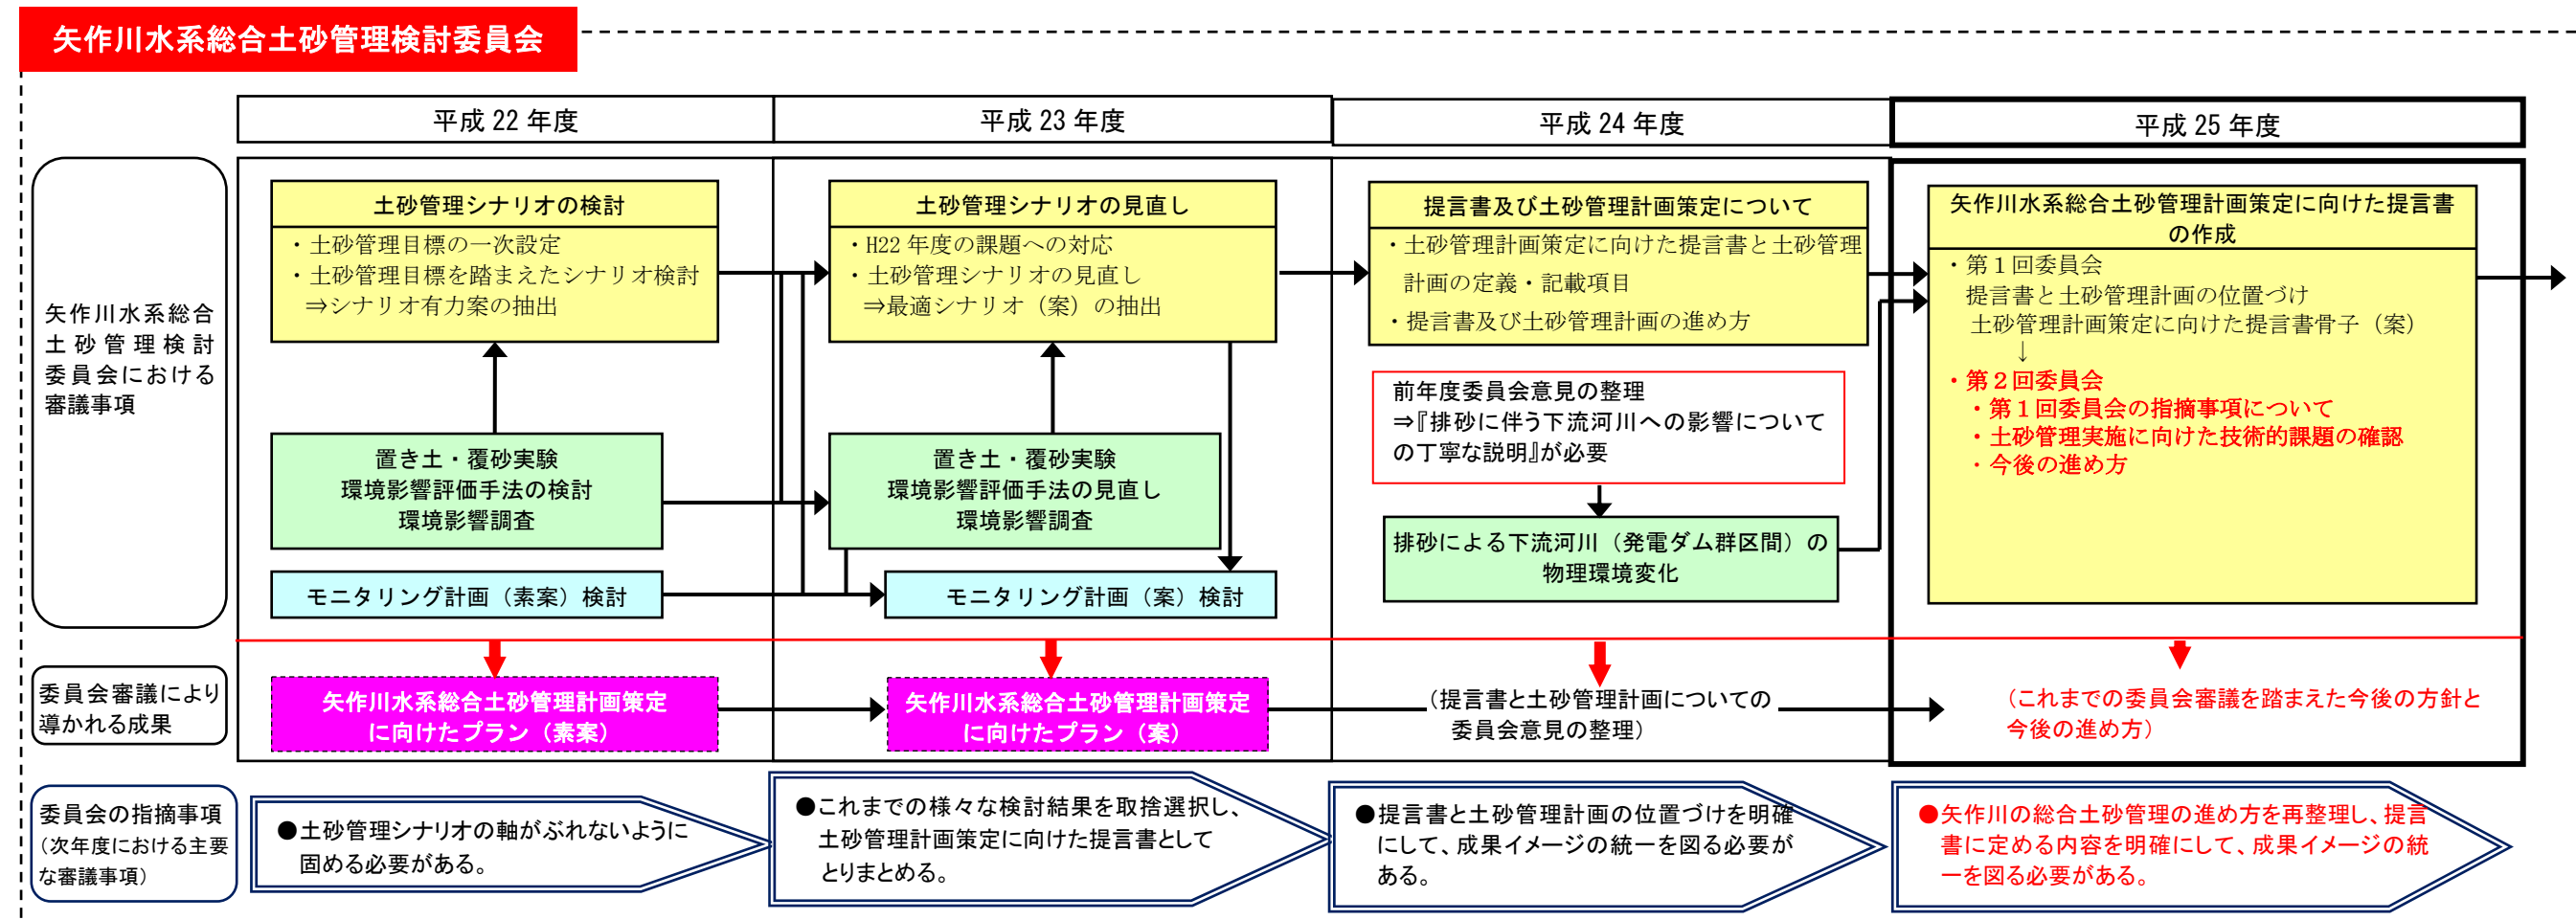 矢作川水系総合土砂管理検討委員会
平成 22 年度
平成 23 年度
平成 24 年度
平成 25 年度
矢作川水系総合
土砂管理検討
委員会における
審議事項
土砂管理シナリオの検討
・土砂管理目標の一次設定
・土砂管理目標を踏まえたシナリオ検討
⇒シナリオ有力案の抽出
置き土・覆砂実験
環境影響評価手法の検討
環境影響調査
モニタリング計画（素案）検討
土砂管理シナリオの見直し
・H22 年度の課題への対応
・土砂管理シナリオの見直し
⇒最適シナリオ（案）の抽出
置き土・覆砂実験
環境影響評価手法の見直し
環境影響調査
モニタリング計画（案）検討
提言書及び土砂管理計画策定について
・土砂管理計画策定に向けた提言書と土砂管理
計画の定義・記載項目
・提言書及び土砂管理計画の進め方
前年度委員会意見の整理
⇒『排砂に伴う下流河川への影響について
の丁寧な説明』が必要
排砂による下流河川（発電ダム群区間）の
物理環境変化
矢作川水系総合土砂管理計画策定に向けた提言書
の作成
・第１回委員会
提言書と土砂管理計画の位置づけ
土砂管理計画策定に向けた提言書骨子（案）
↓
・第２回委員会
・第１回委員会の指摘事項について
・土砂管理実施に向けた技術的課題の確認
・今後の進め方
委員会審議により
導かれる成果
矢作川水系総合土砂管理計画策定
に向けたプラン（素案）
矢作川水系総合土砂管理計画策定
に向けたプラン（案）
（提言書と土砂管理計画についての
委員会意見の整理）
（これまでの委員会審議を踏まえた今後の方針と
今後の進め方）
委員会の指摘事項
（次年度における主要
な審議事項）
●土砂管理シナリオの軸がぶれないように
固める必要がある。
●これまでの様々な検討結果を取捨選択し、
土砂管理計画策定に向けた提言書として
とりまとめる。
●提言書と土砂管理計画の位置づけを明確
にして、成果イメージの統一を図る必要が
ある。
●矢作川の総合土砂管理の進め方を再整理し、提言
書に定める内容を明確にして、成果イメージの統
一を図る必要がある。